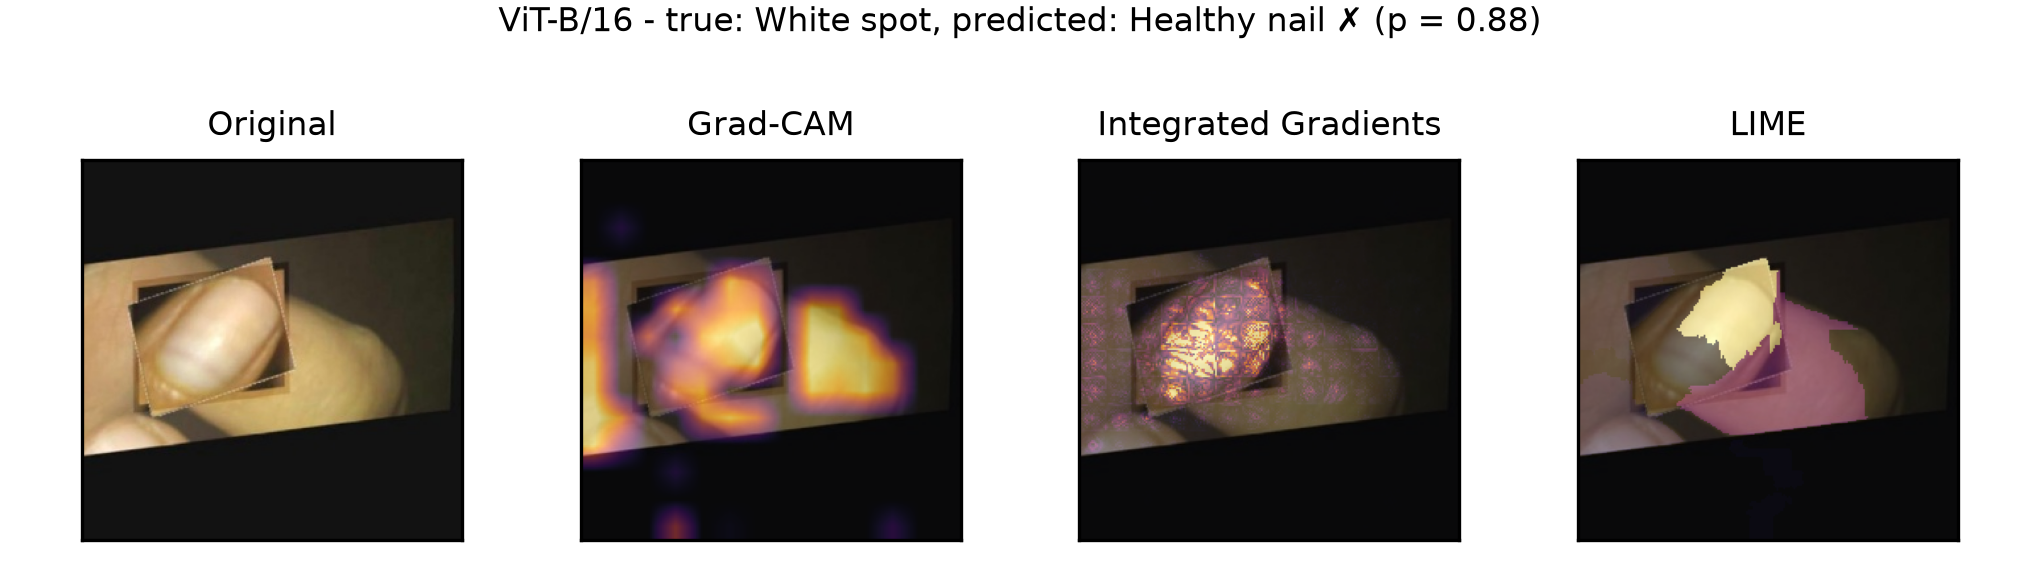 ViT-B/16 - true: White spot, predicted: Healthy nail ✗ (p = 0.88)
Original
Grad-CAM
Integrated Gradients
LIME